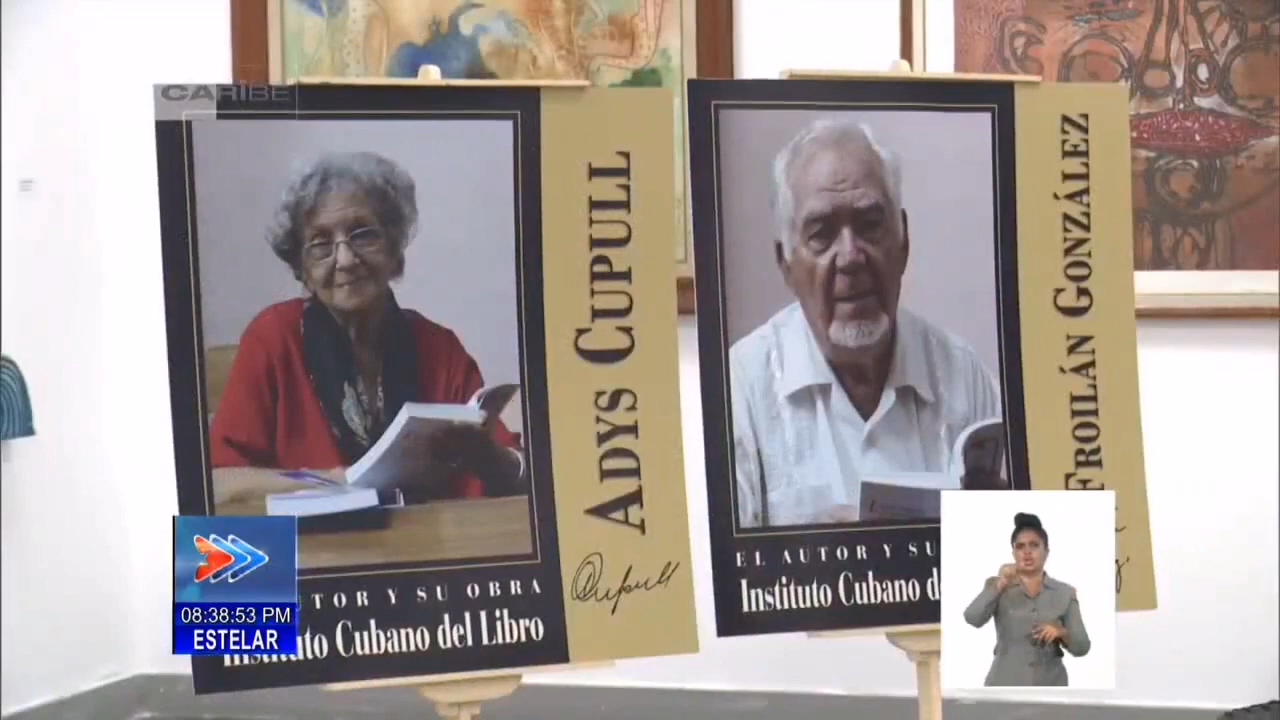 CARIBE
ADYS CUPULL
FROILÁN GONZÁLEZ
Cupull
TOR Y SU OBRA
Instituto Cubano del Libro
EL AUTOR Y SU
Instituto Cubano
08:38:53 PM
ESTELAR